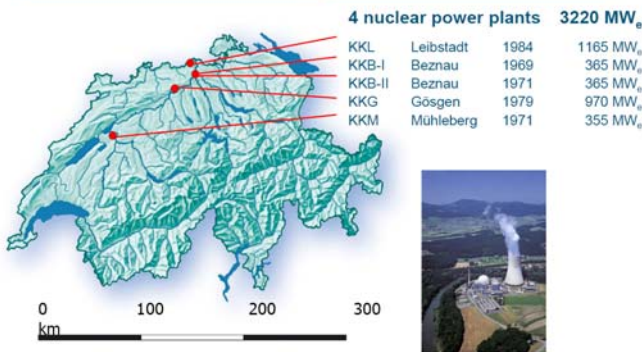 4 nuclear power plants 3220 MWe
KKL Leibstadt 1984 1165 MWe
KKB-I Beznau 1969 365 MWe
KKB-II Beznau 1971 365 MWe
KKG Gösgen 1979 970 MWe
KKM Mühleberg 1971 355 MWe
0 100 200 300
km